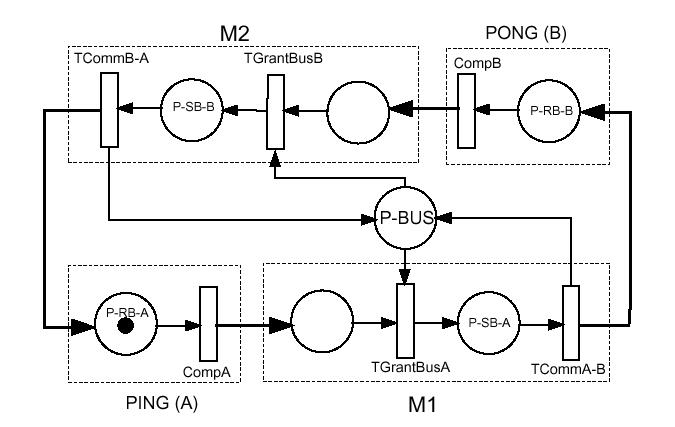 M2
PONG (B)
TCommB-A
TGrantBusB
CompB
P-SB-B
P-RB-B
P-BUS
P-RB-A
P-SB-A
CompA
TGrantBusA
TCommA-B
PING (A)
M1